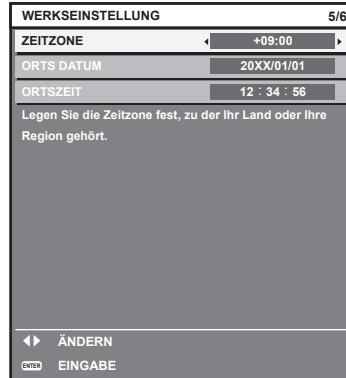 WERKSEINSTELLUNG 5/6
ZEITZONE +09:00
ORTS DATUM 20XX/01/01
ORTSZEIT 12 : 34 : 56
Legen Sie die Zeitzone fest, zu der Ihr Land oder Ihre
Region gehört.
ÄNDERN
ENTER EINGABE